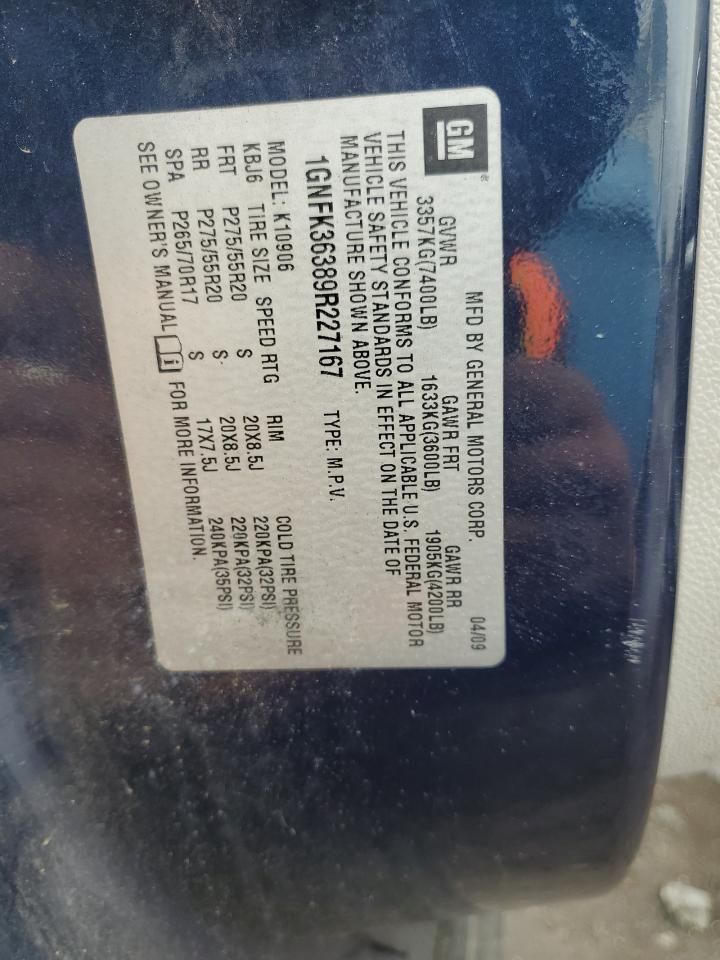 GM
MFD BY GENERAL MOTORS CORP. 04/09
GVWR GAWR FRT GAWR RR
3357KG(7400LB) 1633KG(3600LB) 1905KG(4200LB)
THIS VEHICLE CONFORMS TO ALL APPLICABLE U.S. FEDERAL MOTOR
VEHICLE SAFETY STANDARDS IN EFFECT ON THE DATE OF
MANUFACTURE SHOWN ABOVE.
1GNFK36389R227167 TYPE: M.P.V.
MODEL: K10906
KBJ6 TIRE SIZE SPEED RTG RIM COLD TIRE PRESSURE
FRT P275/55R20 S 20X8.5J 220KPA(32PSI)
RR P275/55R20 S 20X8.5J 220KPA(32PSI)
SPA P265/70R17 S 17X7.5J 240KPA(35PSI)
SEE OWNER'S MANUAL FOR MORE INFORMATION.